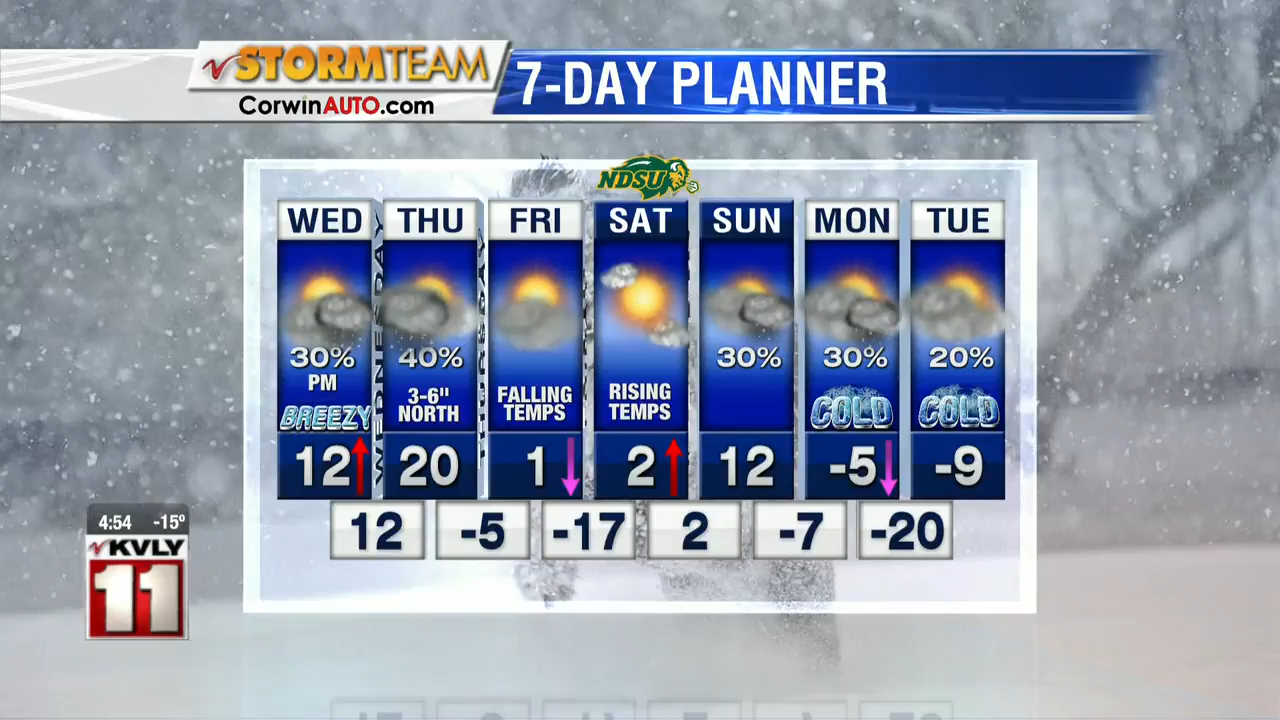 STORMTEAM
CorwinAUTO.com
7-DAY PLANNER
NDSU
WED THU FRI SAT SUN MON TUE
30% 40% 30% 30% 20%
PM
3-6"
NORTH
FALLING
TEMPS
RISING
TEMPS
BREEZY
COLD COLD
12 20 1 2 12 -5 -9
12 -5 -17 2 -7 -20
WEDNESDAY
THURSDAY
4:54 -15°
KVLY
11